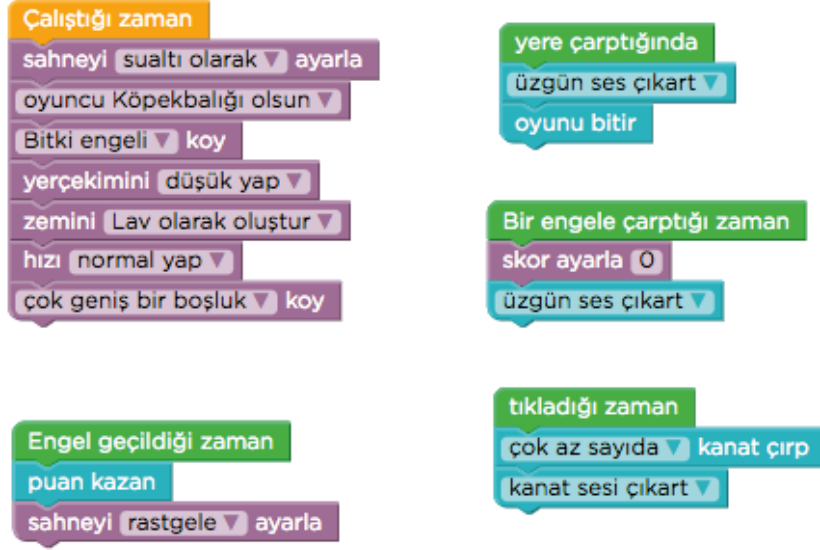 Çalıştığı zaman
sahneyi sualtı olarak ▼ ayarla
oyuncu Köpekbalığı olsun ▼
Bitki engeli ▼ koy
yerçekimini düşük yap ▼
zemini Lav olarak oluştur ▼
hızı normal yap ▼
çok geniş bir boşluk ▼ koy
Engel geçildiği zaman
puan kazan
sahneyi rastgele ▼ ayarla
yere çarptığında
üzgün ses çıkart ▼
oyunu bitir
Bir engele çarptığı zaman
skor ayarla 0
üzgün ses çıkart ▼
tıkladığı zaman
çok az sayıda ▼ kanat çırp
kanat sesi çıkart ▼